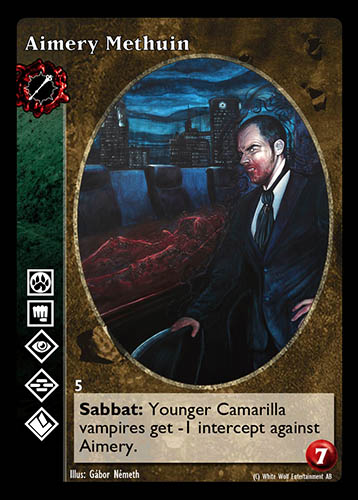 Aimery Methuin
5
Sabbat: Younger Camarilla
vampires get -1 intercept against
Aimery.
7
Illus: Gábor Németh
(C) White Wolf Entertainment AB